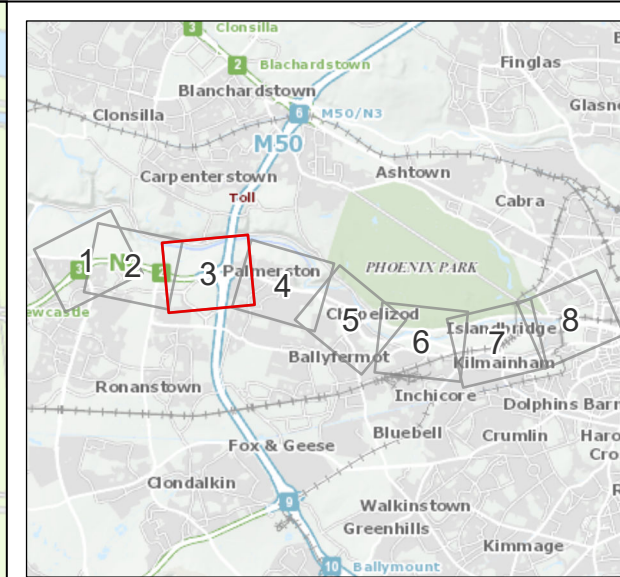 3 Clonsilla
2 Blachardstown
Finglas
Blanchardstown
Glasn
Clonsilla
6 M50/N3
M50
Carpenterstown
Ashtown
Toll
Cabra
1
2
N
3
2
3
Palmerston
4
PHOENIX PARK
ewcastle
5
Chapelizod
6
Islandbridge
7
8
Ballyfermot
Kilmainham
Ronanstown
Inchicore
Dolphins Barn
Bluebell
Crumlin
Haro
Cro
Fox & Geese
Clondalkin
9
Walkinstown
Greenhills
Kimmage
10 Ballymount